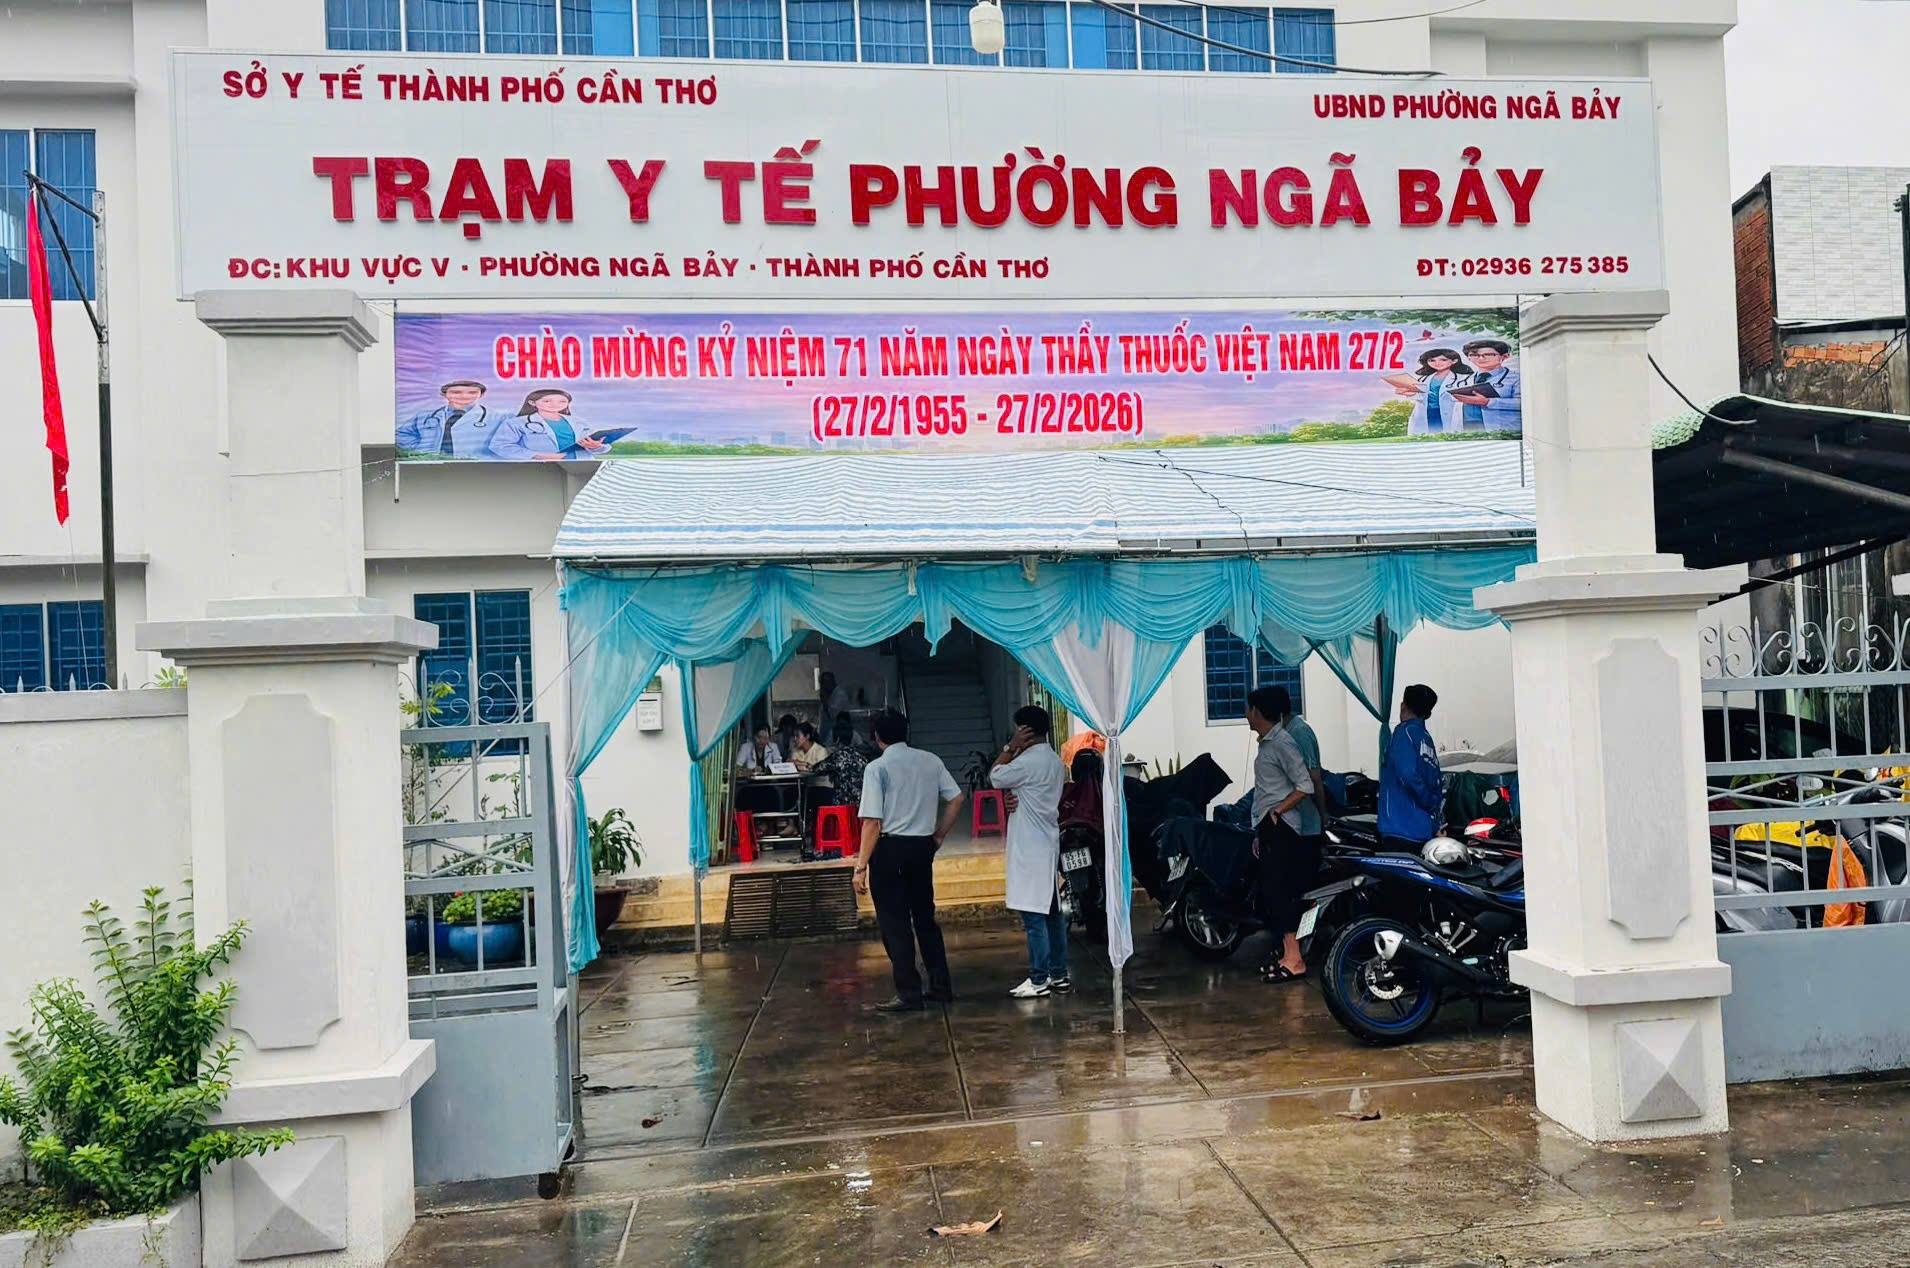 SỞ Y TẾ THÀNH PHỐ CẦN THƠ
UBND PHƯỜNG NGÃ BẢY
TRẠM Y TẾ PHƯỜNG NGÃ BẢY
ĐC: KHU VỰC V - PHƯỜNG NGÃ BẢY - THÀNH PHỐ CẦN THƠ
ĐT: 02936 275 385
CHÀO MỪNG KỶ NIỆM 71 NĂM NGÀY THẦY THUỐC VIỆT NAM 27/2
(27/2/1955 - 27/2/2026)